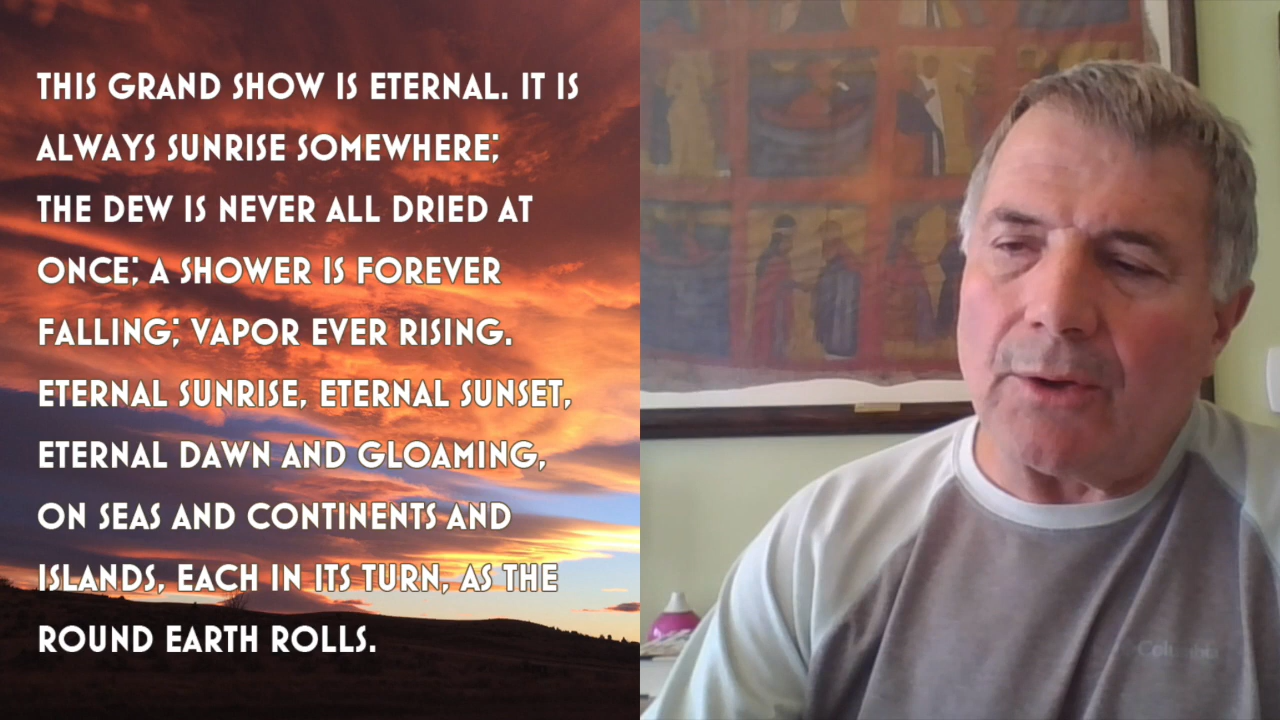 THIS GRAND SHOW IS ETERNAL. IT IS
ALWAYS SUNRISE SOMEWHERE;
THE DEW IS NEVER ALL DRIED AT
ONCE; A SHOWER IS FOREVER
FALLING; VAPOR EVER RISING.
ETERNAL SUNRISE, ETERNAL SUNSET,
ETERNAL DAWN AND GLOAMING,
ON SEAS AND CONTINENTS AND
ISLANDS, EACH IN ITS TURN, AS THE
ROUND EARTH ROLLS.
Columbia